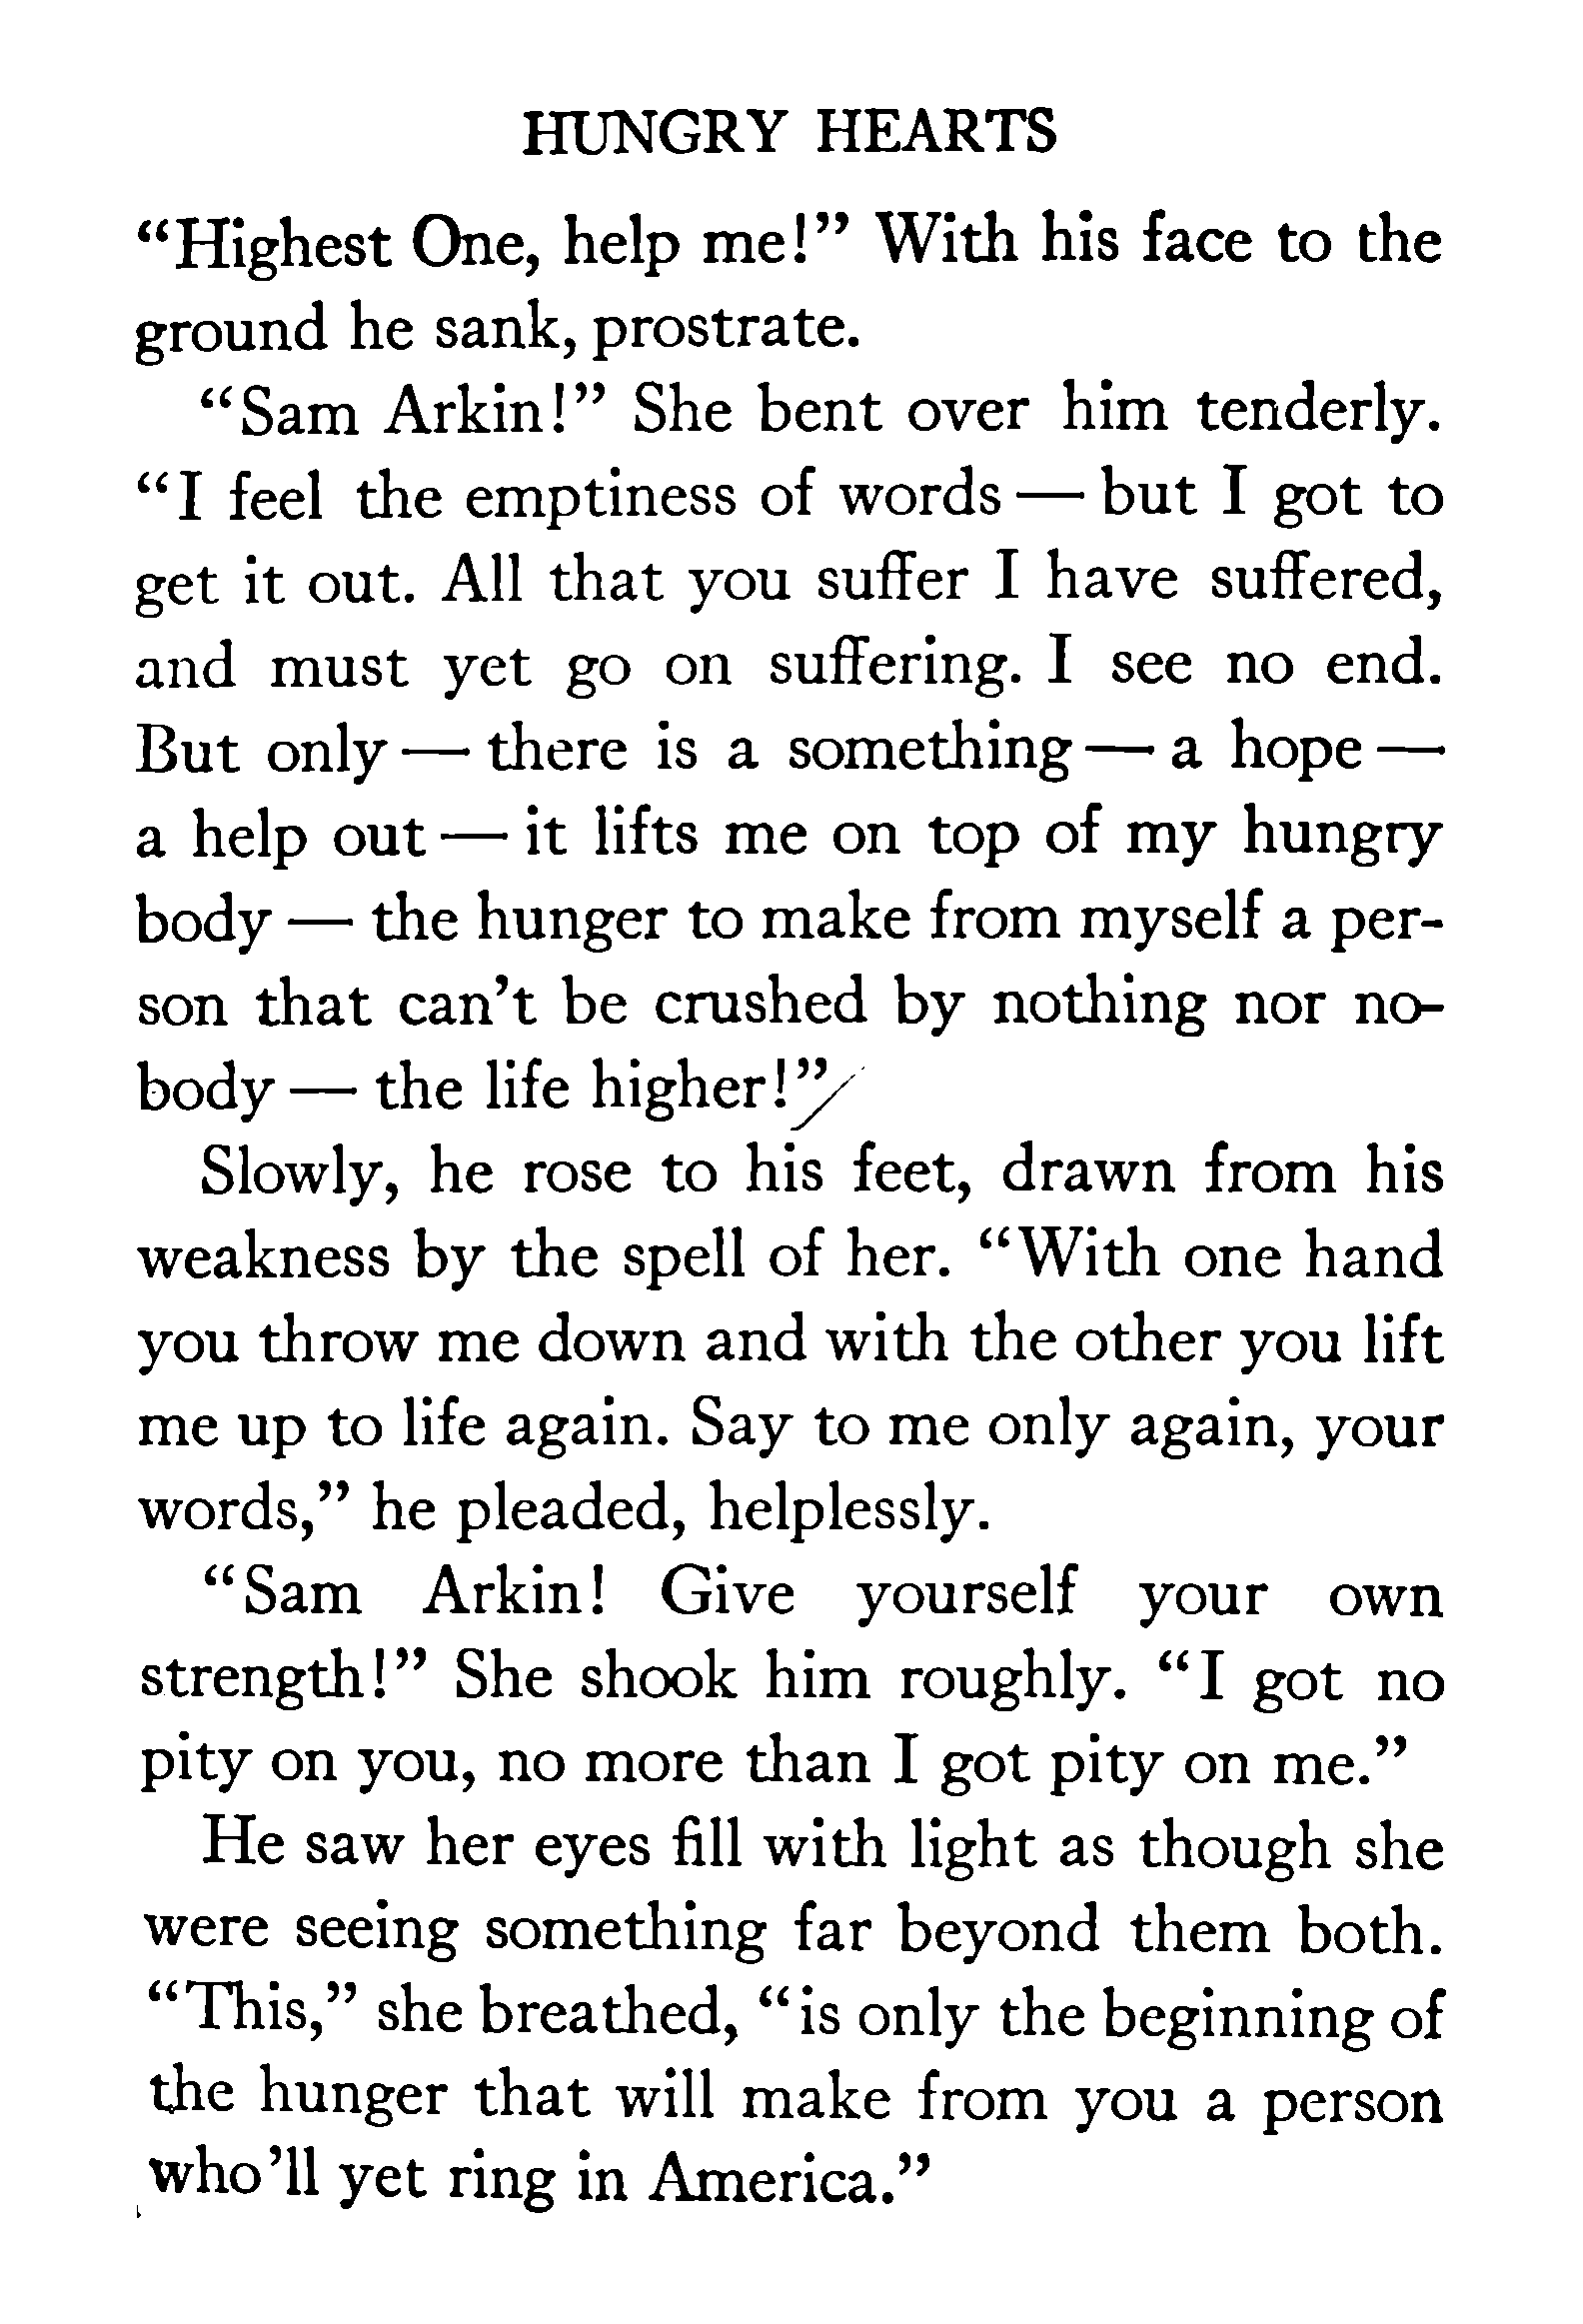 HUNGRY HEARTS
“Highest One, help me!” With his face to the
ground he sank, prostrate.
“Sam Arkin!” She bent over him tenderly.
“I feel the emptiness of words — but I got to
get it out. All that you suffer I have suffered,
and must yet go on suffering. I see no end.
But only — there is a something — a hope —
a help out — it lifts me on top of my hungry
body — the hunger to make from myself a per-
son that can’t be crushed by nothing nor no-
body — the life higher!”
Slowly, he rose to his feet, drawn from his
weakness by the spell of her. “With one hand
you throw me down and with the other you lift
me up to life again. Say to me only again, your
words,” he pleaded, helplessly.
“Sam Arkin! Give yourself your own
strength!” She shook him roughly. “I got no
pity on you, no more than I got pity on me.”
He saw her eyes fill with light as though she
were seeing something far beyond them both.
“This,” she breathed, “is only the beginning of
the hunger that will make from you a person
who’ll yet ring in America.”